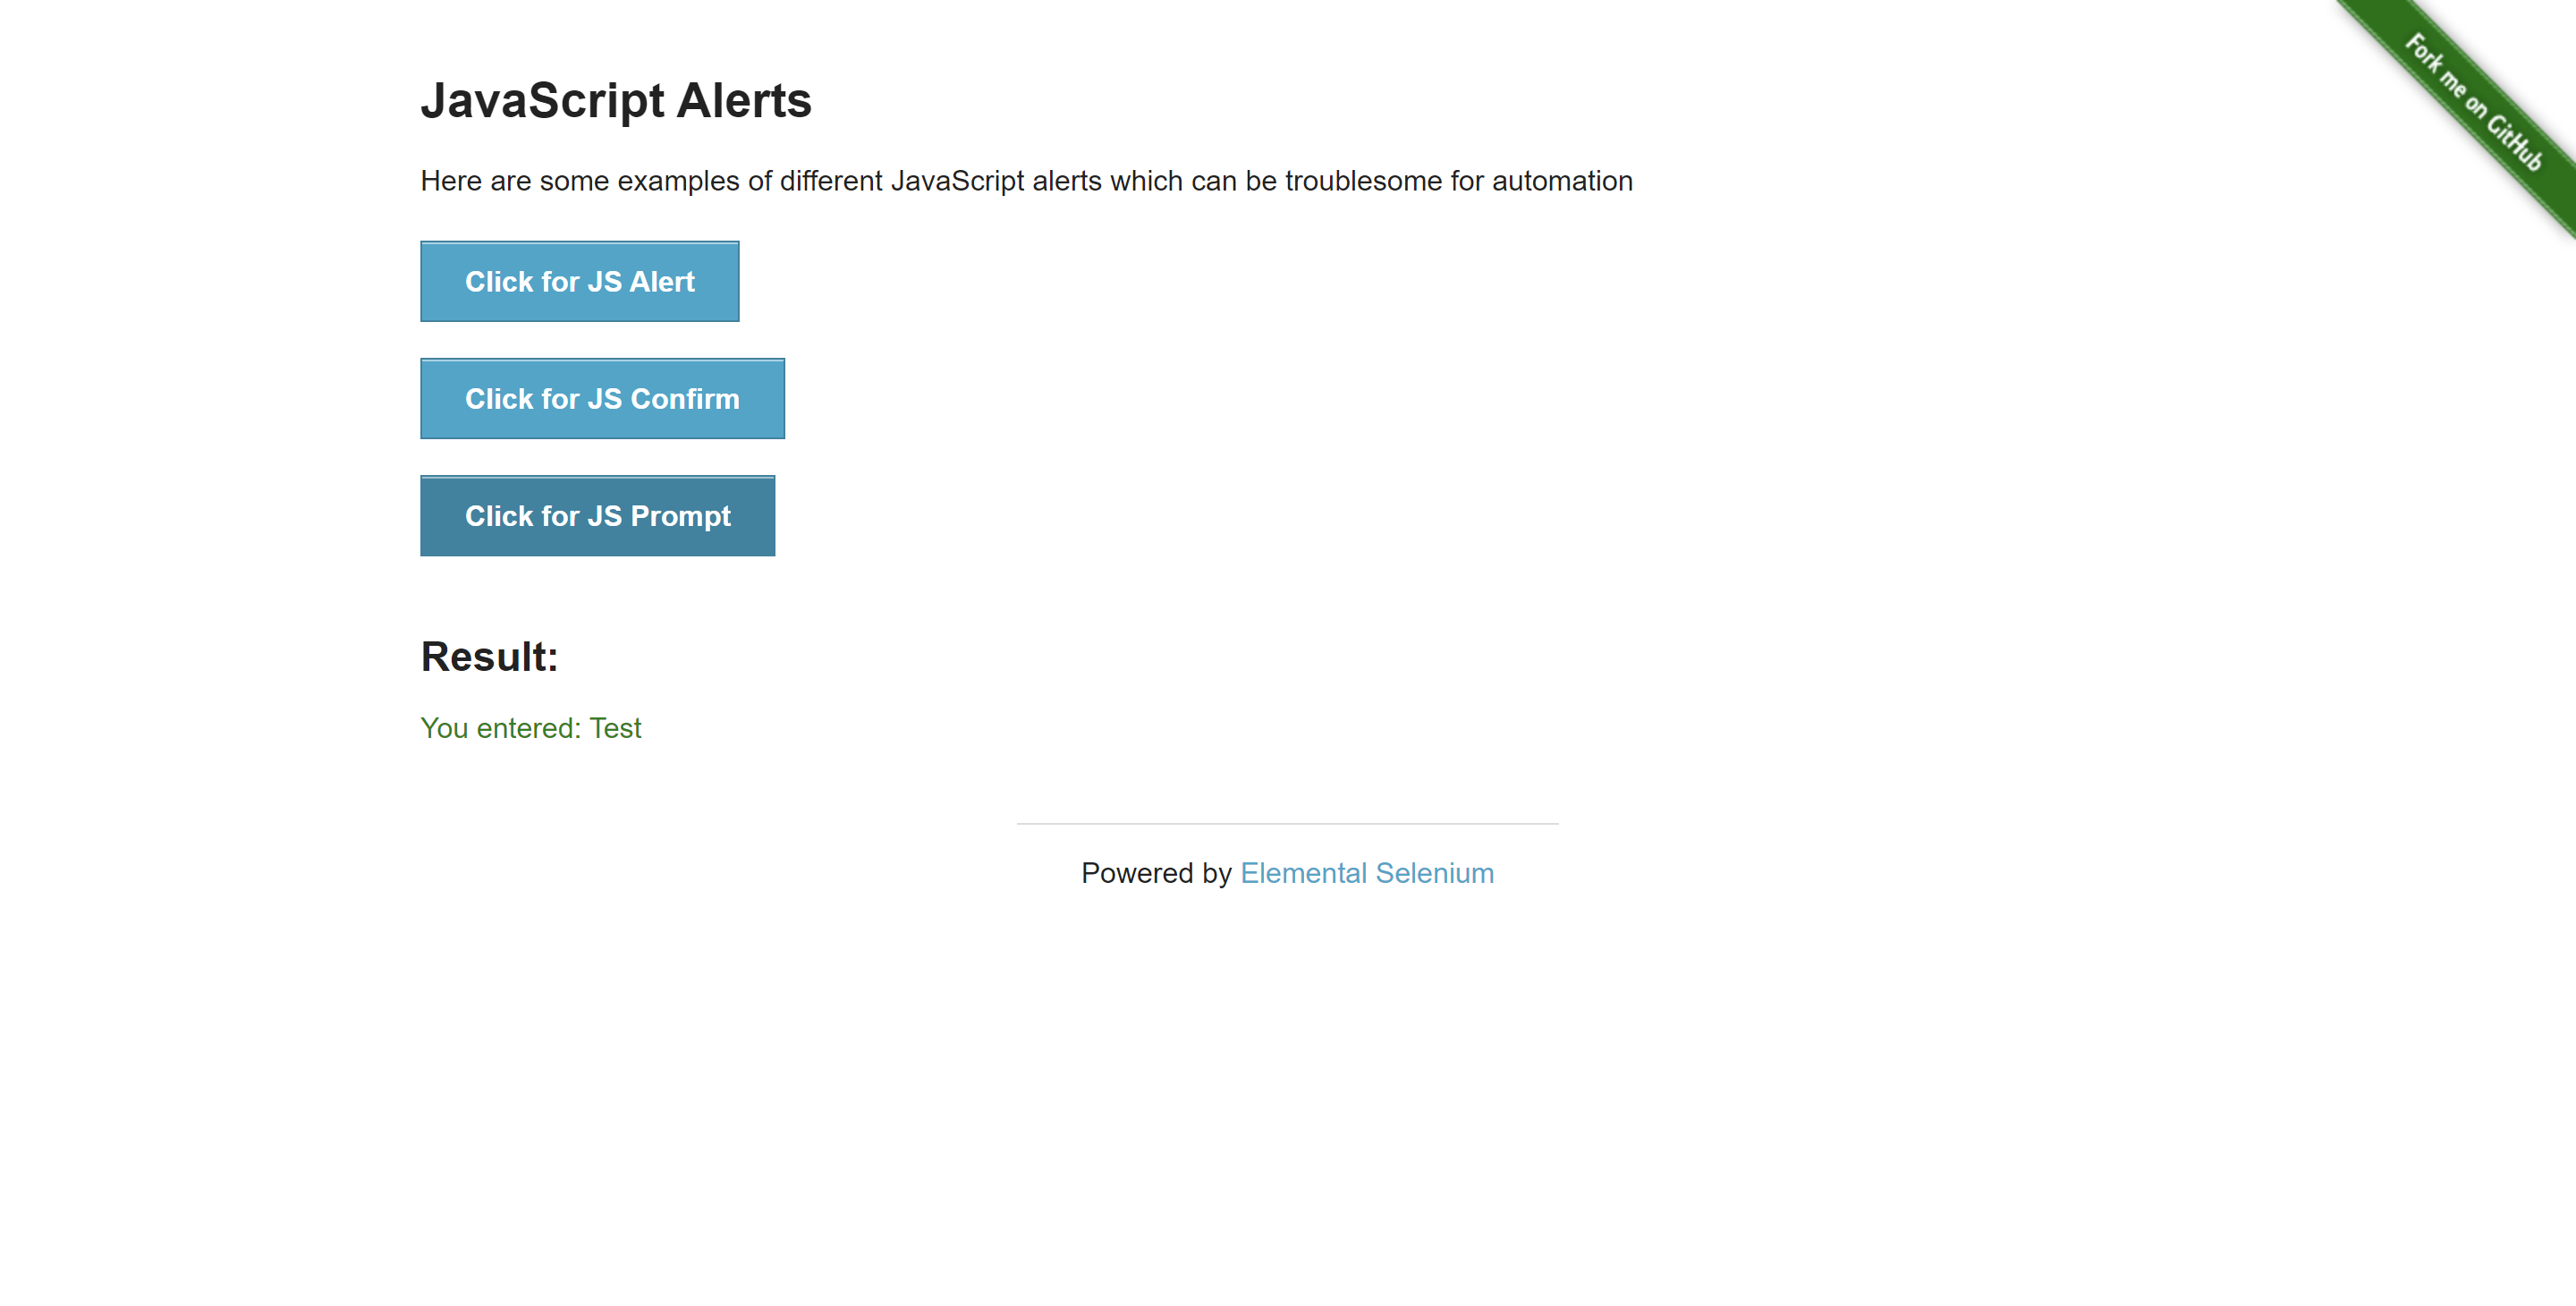 Fork me on GitHub
JavaScript Alerts
Here are some examples of different JavaScript alerts which can be troublesome for automation
Click for JS Alert
Click for JS Confirm
Click for JS Prompt
Result:
You entered: Test
Powered by Elemental Selenium